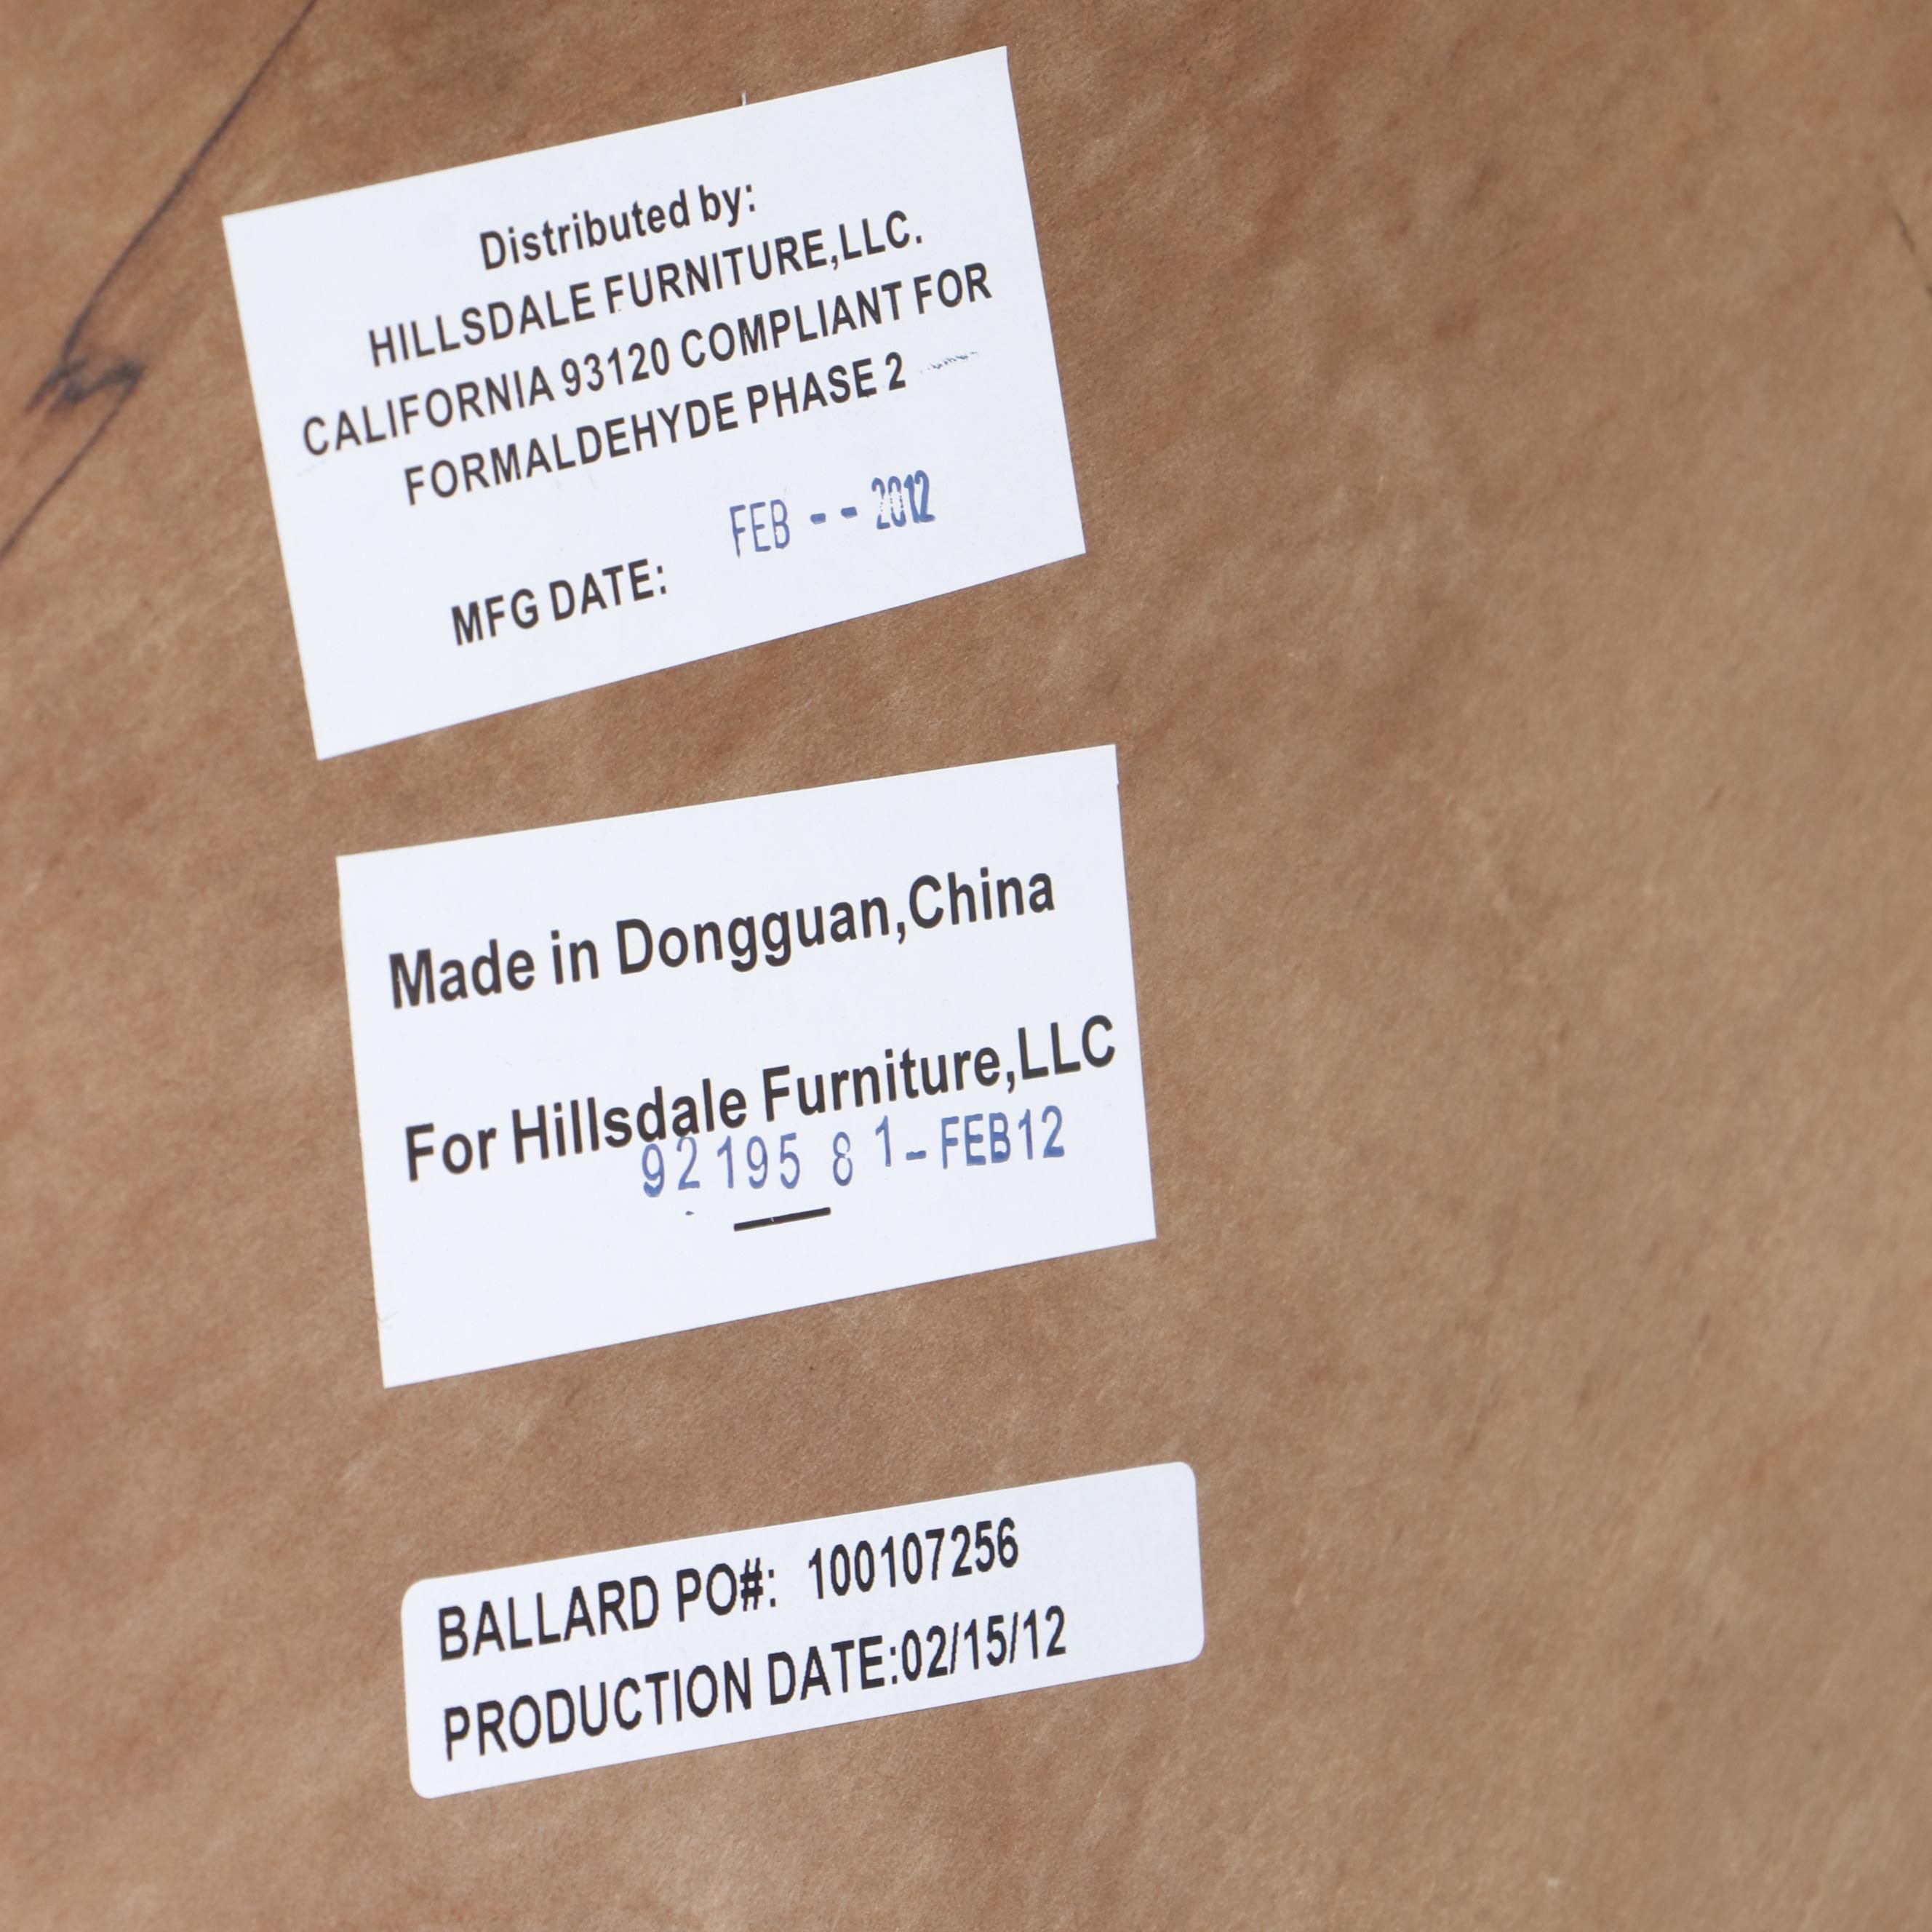 Distributed by:
HILLSDALE FURNITURE,LLC.
CALIFORNIA 93120 COMPLIANT FOR
FORMALDEHYDE PHASE 2
FEB -- 2012
MFG DATE:
Made in Dongguan,China
For Hillsdale Furniture,LLC
92195 8 1-FEB12
BALLARD PO#: 100107256
PRODUCTION DATE:02/15/12